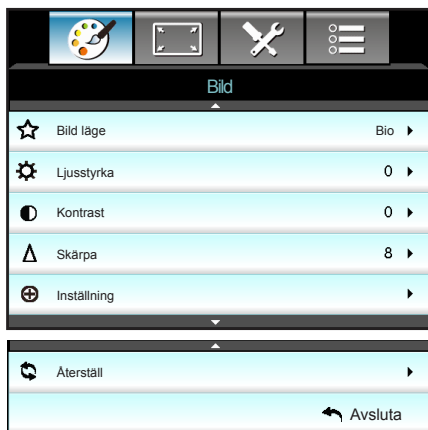 Bild
Bild läge Bio
Ljusstyrka 0
Kontrast 0
Skärpa 8
Inställning
Återställ
Avsluta